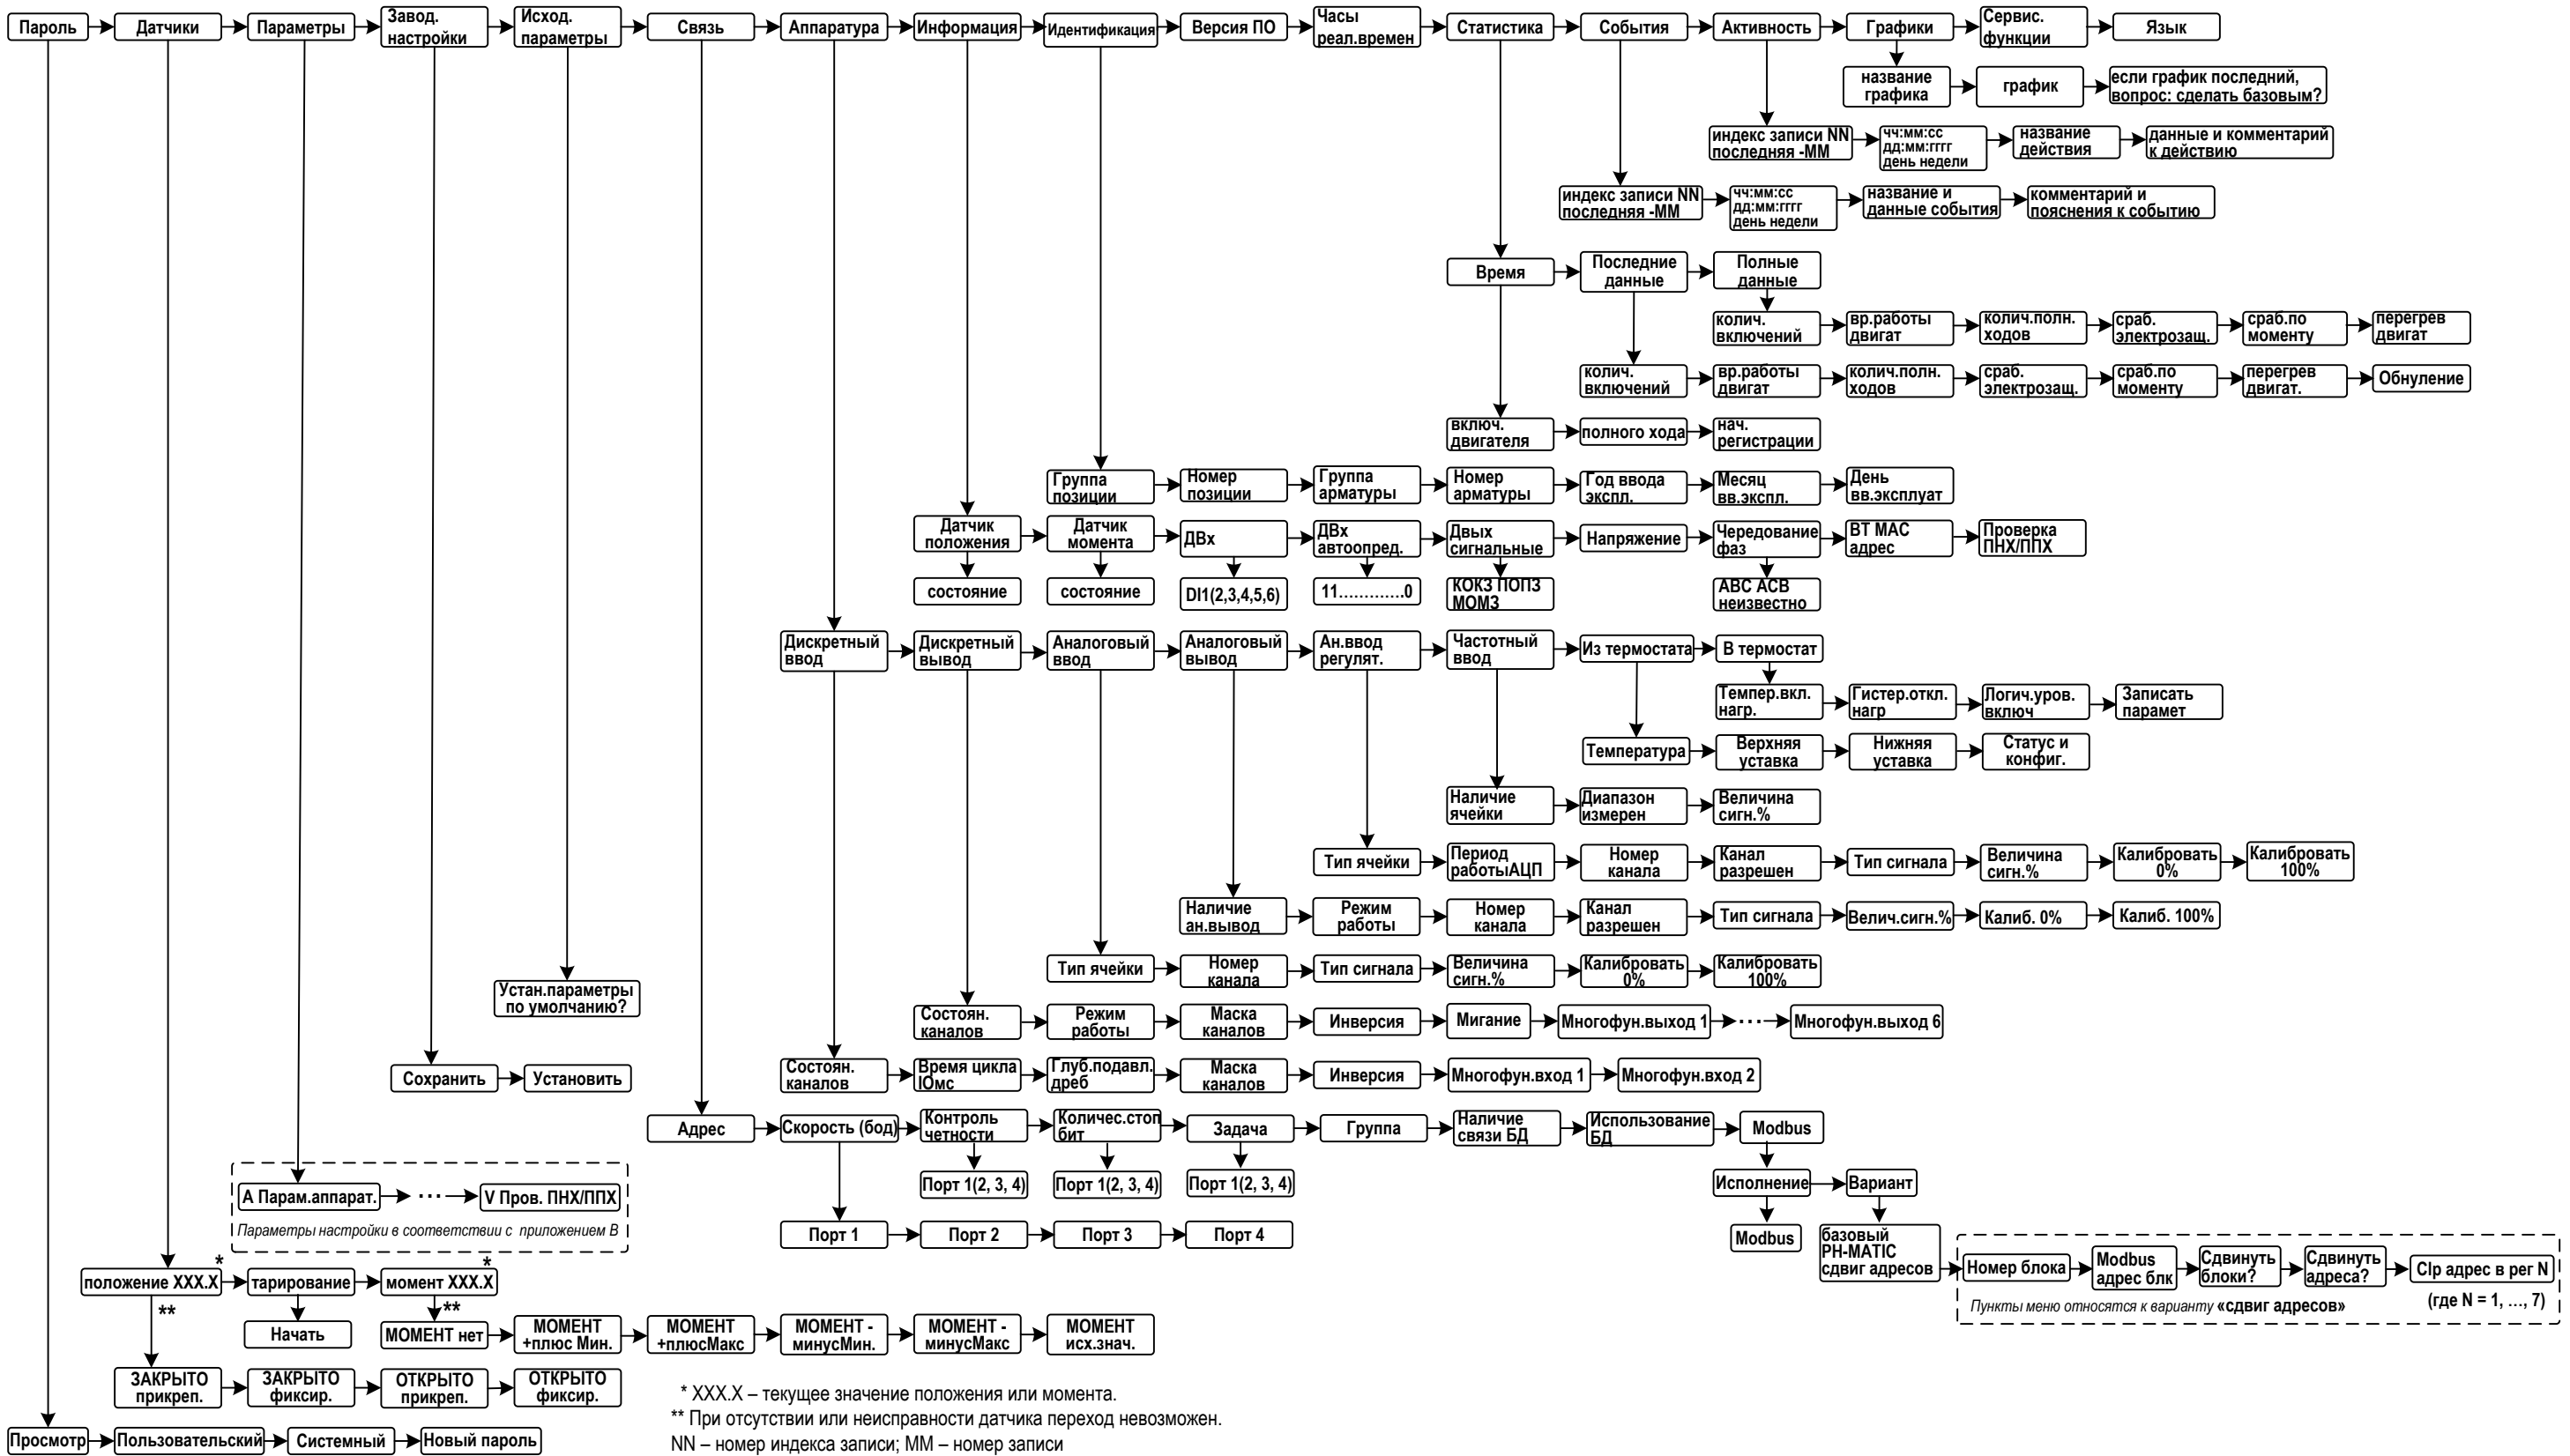 Пароль
Датчики
Параметры
Завод.
настройки
Исход.
параметры
Связь
Аппаратура
Информация
Идентификация
Версия ПО
Часы
реал.времен
Статистика
События
Активность
Графики
Сервис.
функции
Язык
название
графика
график
если график последний,
вопрос: сделать базовым?
индекс записи NN
последняя -ММ
чч:мм:сс
дд:мм:гггг
день недели
название
действия
данные и комментарий
к действию
индекс записи NN
последняя -ММ
чч:мм:сс
дд:мм:гггг
день недели
название и
данные события
комментарий и
пояснения к событию
Время
Последние
данные
Полные
данные
колич.
включений
вр.работы
двигат
колич.полн.
ходов
сраб.
электрозащ.
сраб.по
моменту
перегрев
двигат
колич.
включений
вр.работы
двигат
колич.полн.
ходов
сраб.
электрозащ.
сраб.по
моменту
перегрев
двигат.
Обнуление
включ.
двигателя
полного хода
нач.
регистрации
Группа
позиции
Номер
позиции
Группа
арматуры
Номер
арматуры
Год ввода
экспл.
Месяц
вв.экспл.
День
вв.эксплуат
Датчик
положения
Датчик
момента
ДВх
ДВх
автоопред.
Двых
сигнальные
Напряжение
Чередование
фаз
BT MAC
адрес
Проверка
ПНХ/ППХ
состояние
состояние
DI1(2,3,4,5,6)
11.............0
КОКЗ ПОПЗ
МОМЗ
ABC ACB
неизвестно
Дискретный
ввод
Дискретный
вывод
Аналоговый
ввод
Аналоговый
вывод
Ан.ввод
регулят.
Частотный
ввод
Из термостата
В термостат
Темпер.вкл.
нагр.
Гистер.откл.
нагр
Логич.уров.
включ
Записать
парамет
Температура
Верхняя
уставка
Нижняя
уставка
Статус и
конфиг.
Наличие
ячейки
Диапазон
измерен
Величина
сигн.%
Тип ячейки
Период
работыАЦП
Номер
канала
Канал
разрешен
Тип сигнала
Величина
сигн.%
Калибровать
0%
Калибровать
100%
Наличие
ан.вывод
Режим
работы
Номер
канала
Канал
разрешен
Тип сигнала
Велич.сигн.%
Калиб. 0%
Калиб. 100%
Тип ячейки
Номер
канала
Тип сигнала
Величина
сигн.%
Калибровать
0%
Калибровать
100%
Устан.параметры
по умолчанию?
Состоян.
каналов
Режим
работы
Маска
каналов
Инверсия
Мигание
Многофун.выход 1
...
Многофун.выход 6
Сохранить
Установить
Состоян.
каналов
Время цикла
IOмс
Глуб.подавл.
дреб
Маска
каналов
Инверсия
Многофун.вход 1
Многофун.вход 2
Адрес
Скорость (бод)
Контроль
четности
Количес.стоп
бит
Задача
Группа
Наличие
связи БД
Использование
БД
Modbus
Порт 1(2, 3, 4)
Порт 1(2, 3, 4)
Порт 1(2, 3, 4)
Исполнение
Вариант
А Парам.аппарат.
...
V Пров. ПНХ/ППХ
Параметры настройки в соответствии с приложением В
Порт 1
Порт 2
Порт 3
Порт 4
Modbus
базовый
PH-MATIC
сдвиг адресов
Номер блока
Modbus
адрес блк
Сдвинуть
блоки?
Сдвинуть
адреса?
Clр адрес в рег N
Пункты меню относятся к варианту «сдвиг адресов»
(где N = 1, …, 7)
положение XXX.X
*
тарирование
момент XXX.X
*
**
**
Начать
МОМЕНТ нет
МОМЕНТ
+плюс Мин.
МОМЕНТ
+плюсМакс
МОМЕНТ -
минусМин.
МОМЕНТ -
минусМакс
МОМЕНТ
исх.знач.
ЗАКРЫТО
прикреп.
ЗАКРЫТО
фиксир.
ОТКРЫТО
прикреп.
ОТКРЫТО
фиксир.
* XXX.X – текущее значение положения или момента.
** При отсутствии или неисправности датчика переход невозможен.
NN – номер индекса записи; ММ – номер записи
Просмотр
Пользовательский
Системный
Новый пароль